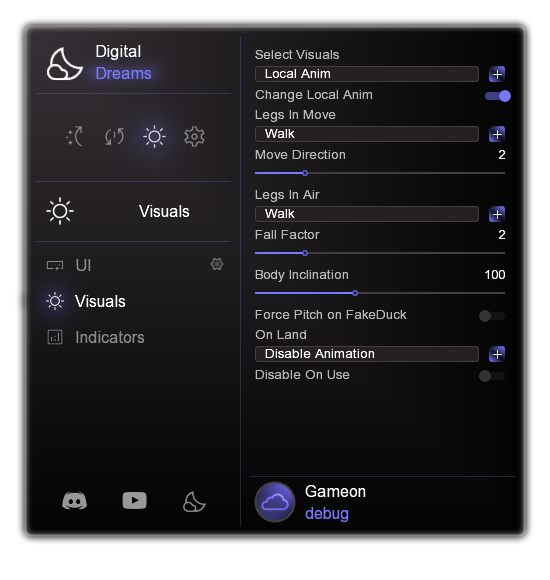 Digital
Dreams
Visuals
UI
Visuals
Indicators
Select Visuals
Local Anim
Change Local Anim
Legs In Move
Walk
Move Direction 2
Legs In Air
Walk
Fall Factor 2
Body Inclination 100
Force Pitch on FakeDuck
On Land
Disable Animation
Disable On Use
Gameon
debug